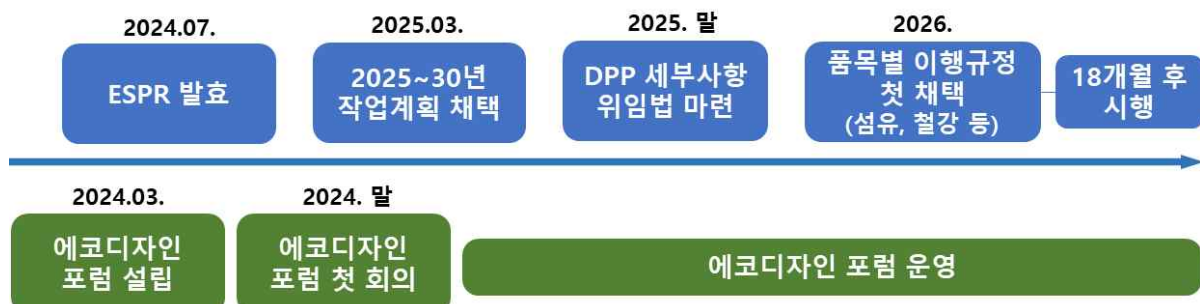 2024.07.
2025.03.
2025. 말
2026.
ESPR 발효
2025~30년
작업계획 채택
DPP 세부사항
위임법 마련
품목별 이행규정
첫 채택
(섬유, 철강 등)
18개월 후
시행
2024.03.
2024. 말
에코디자인
포럼 설립
에코디자인
포럼 첫 회의
에코디자인 포럼 운영